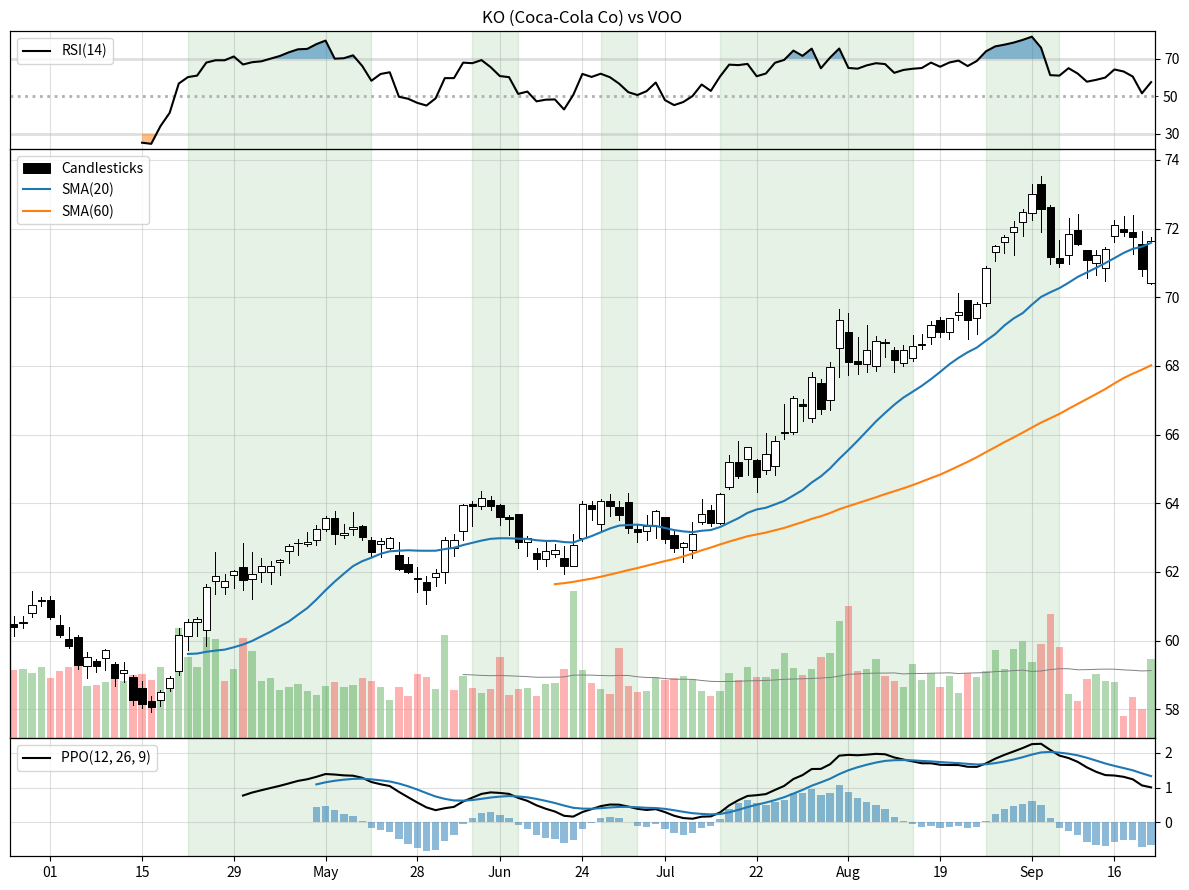 KO (Coca-Cola Co) vs VOO
RSI(14)
70
50
30
Candlesticks
SMA(20)
SMA(60)
74
72
70
68
66
64
62
60
58
PPO(12, 26, 9)
2
1
0
01 15 29 May 28 Jun 24 Jul 22 Aug 19 Sep 16